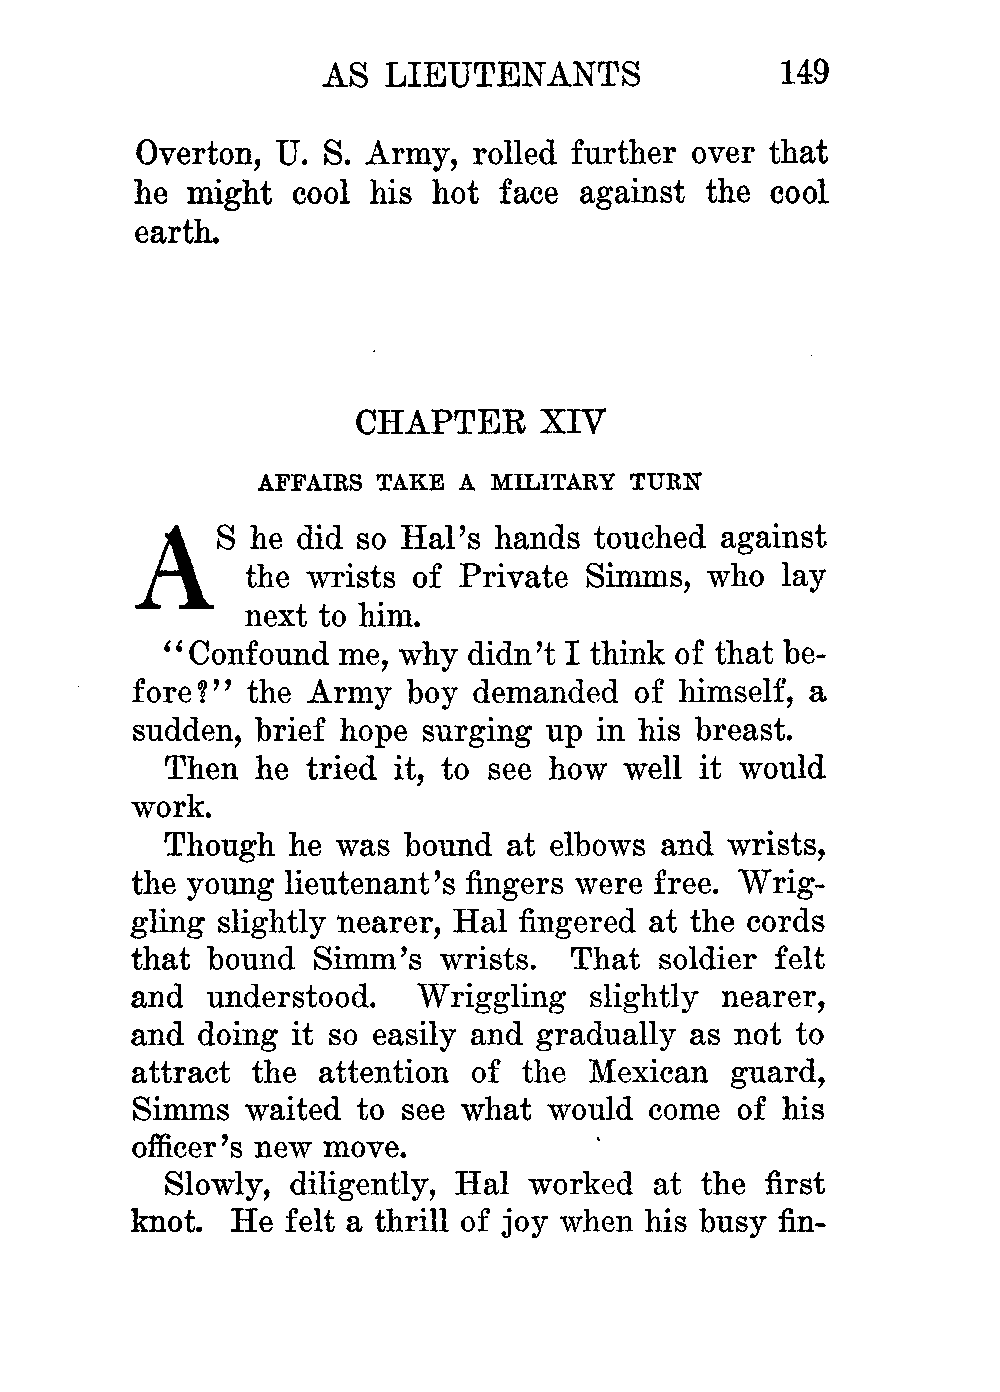 AS LIEUTENANTS 149
Overton, U. S. Army, rolled further over that
he might cool his hot face against the cool
earth.
CHAPTER XIV
AFFAIRS TAKE A MILITARY TURN
AS he did so Hal's hands touched against
the wrists of Private Simms, who lay
next to him.
"Confound me, why didn't I think of that be-
fore?" the Army boy demanded of himself, a
sudden, brief hope surging up in his breast.
Then he tried it, to see how well it would
work.
Though he was bound at elbows and wrists,
the young lieutenant's fingers were free. Wrig-
gling slightly nearer, Hal fingered at the cords
that bound Simm's wrists. That soldier felt
and understood. Wriggling slightly nearer,
and doing it so easily and gradually as not to
attract the attention of the Mexican guard,
Simms waited to see what would come of his
officer's new move.
Slowly, diligently, Hal worked at the first
knot. He felt a thrill of joy when his busy fin-